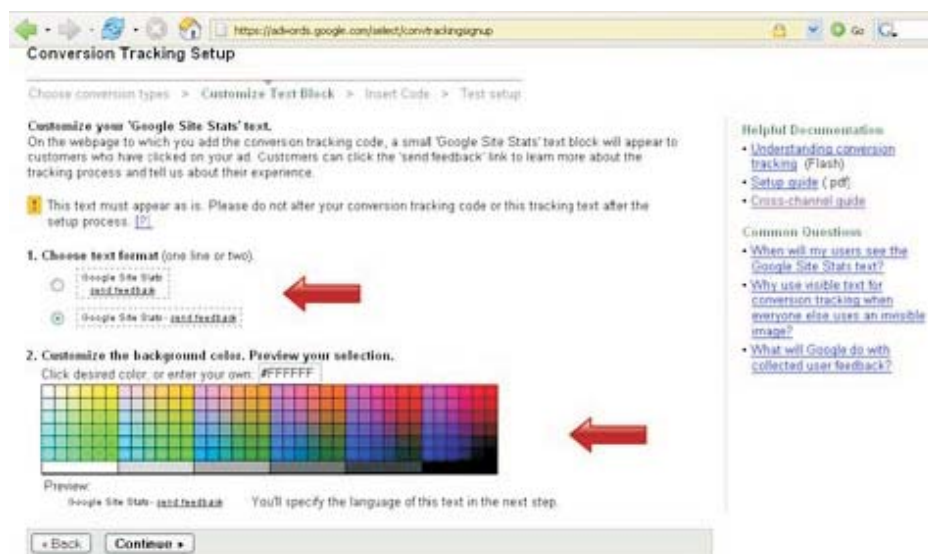 https://adwords.google.com/select/convtrackingsignup
Go
G
Conversion Tracking Setup
Choose conversion types > Customize Text Block > Insert Code > Test setup
Customize your 'Google Site Stats' text.
On the webpage to which you add the conversion tracking code, a small 'Google Site Stats' text block will appear to
customers who have clicked on your ad. Customers can click the 'send feedback' link to learn more about the
tracking process and tell us about their experience.
! This text must appear as is. Please do not alter your conversion tracking code or this tracking text after the
setup process. [?]
1. Choose text format (one line or two).
Google Site Stats
send feedback
Google Site Stats - send feedback
2. Customize the background color. Preview your selection.
Click desired color, or enter your own: #FFFFFF
Preview:
Google Site Stats - send feedback You'll specify the language of this text in the next step.
« Back Continue »
Helpful Documentation
• Understanding conversion
tracking (Flash)
• Setup guide (.pdf)
• Cross-channel guide
Common Questions
• When will my users see the
Google Site Stats text?
• Why use visible text for
conversion tracking when
everyone else uses an invisible
image?
• What will Google do with
collected user feedback?